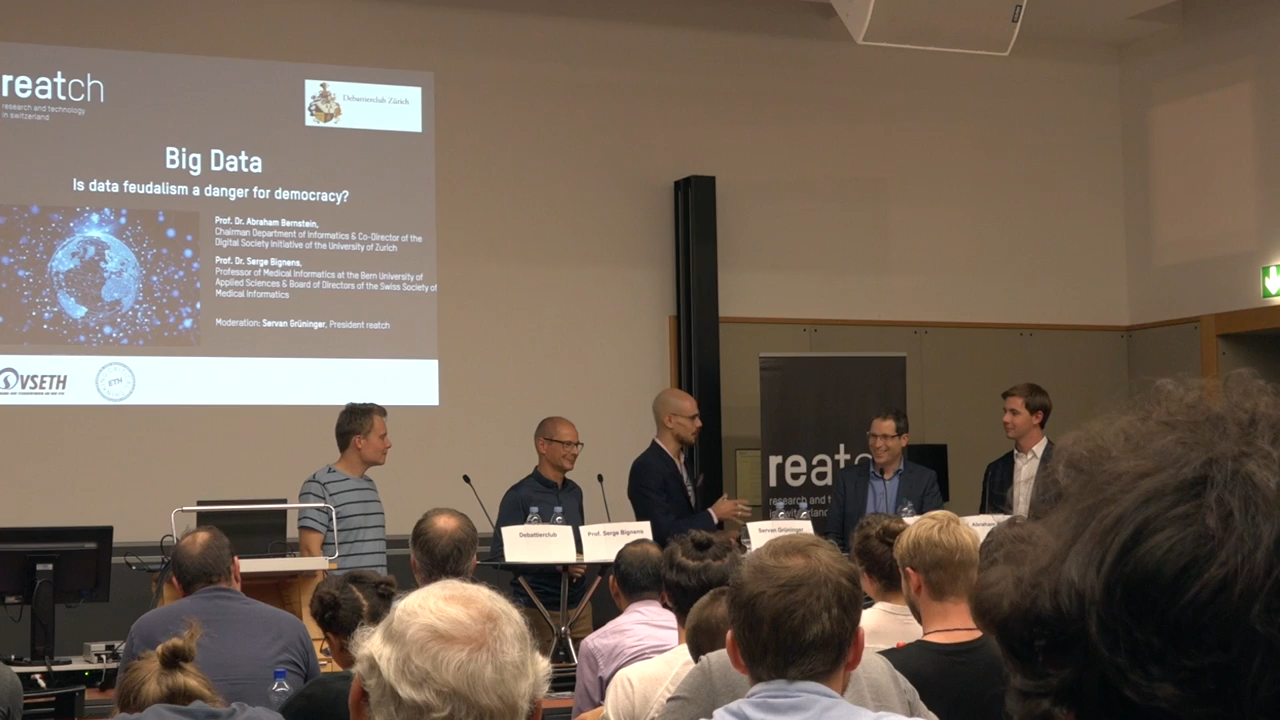 reatch
research and technology
in switzerland
Debattierclub Zürich
Big Data
Is data feudalism a danger for democracy?
Prof. Dr. Abraham Bernstein,
Chairman Department of Informatics & Co-Director of the
Digital Society Initiative of the University of Zurich
Prof. Dr. Serge Bignens,
Professor of Medical Informatics at the Bern University of
Applied Sciences & Board of Directors of the Swiss Society of
Medical Informatics
Moderation: Servan Grüninger, President reatch
VSETH
ETH
reatc
research and t
in switzerland
Debattierclub
Prof. Serge Bignens
Servan Grüninger
Abraham